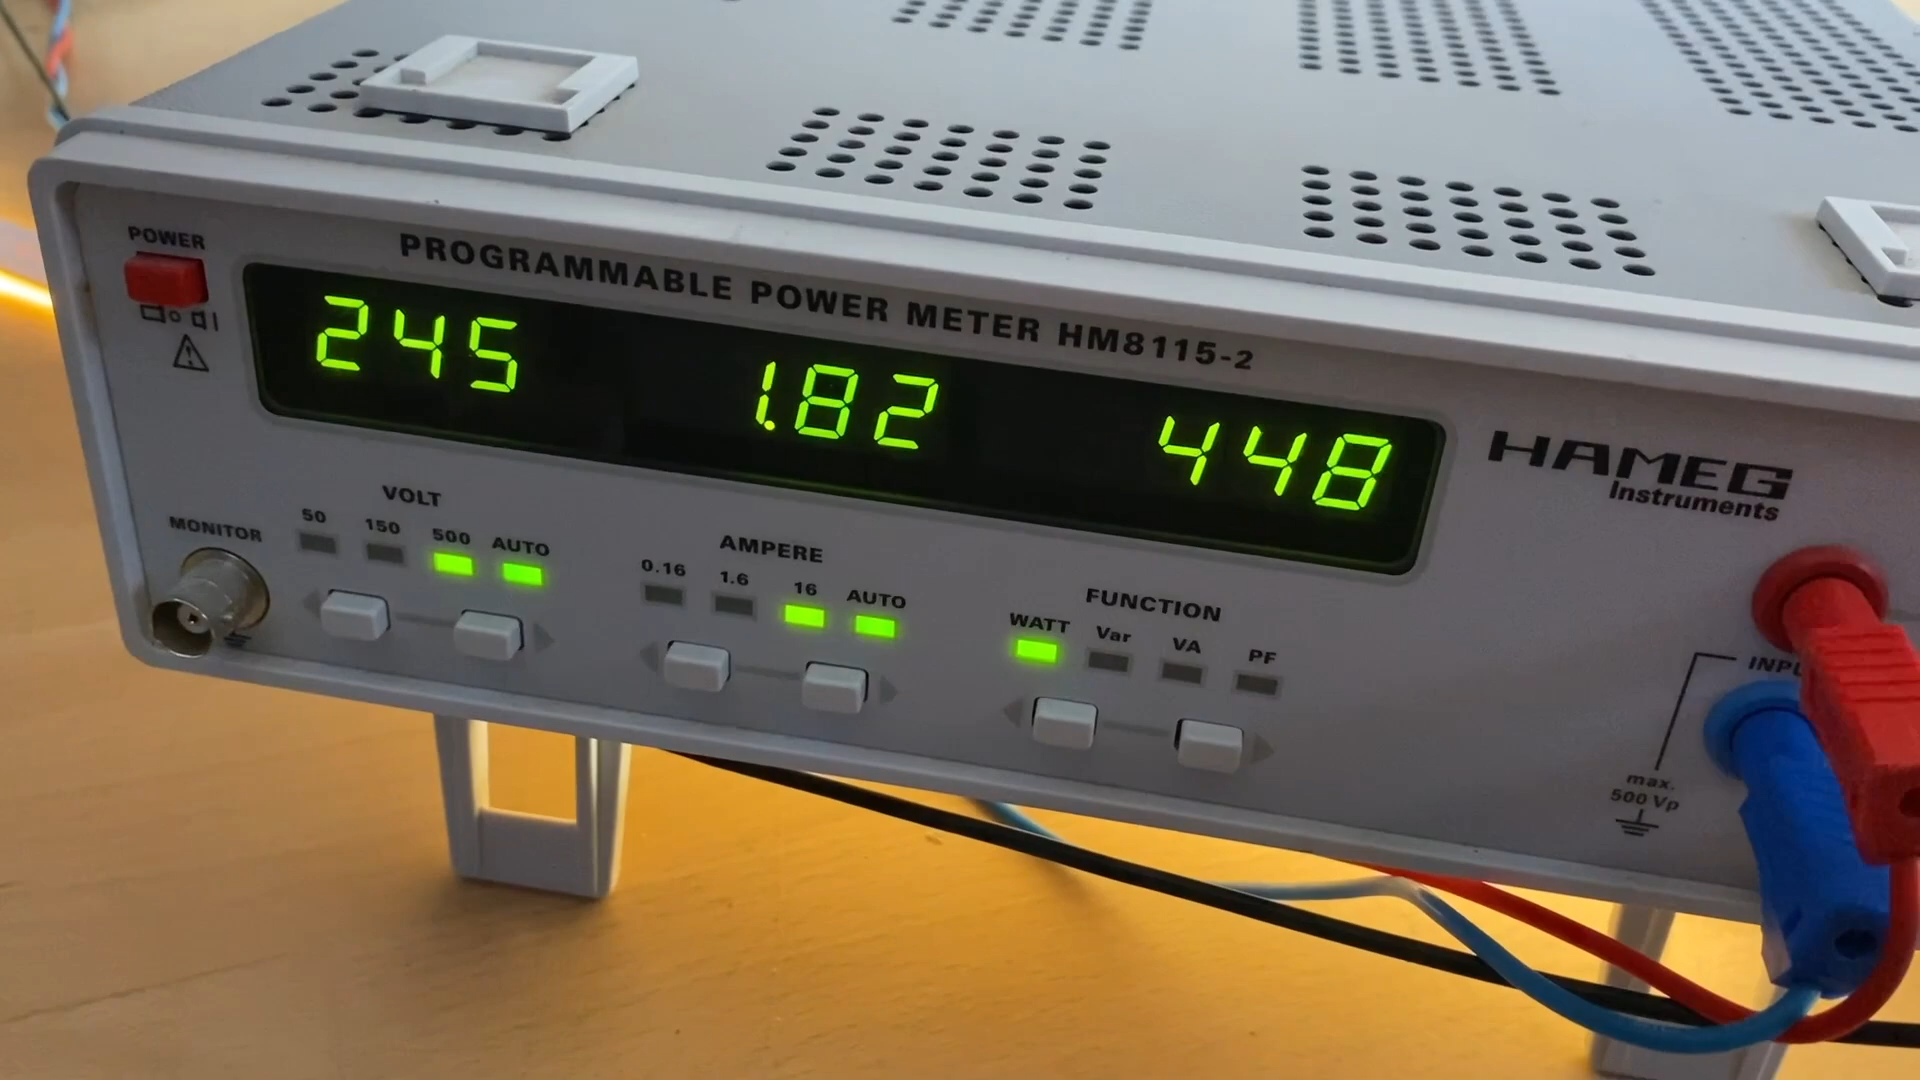 PROGRAMMABLE POWER METER HM8115-2
POWER
245 1.82 448
HAMEG
Instruments
MONITOR
VOLT
50 150 500 AUTO
AMPERE
0.16 1.6 16 AUTO
FUNCTION
WATT Var VA PF
max.
500 Vp